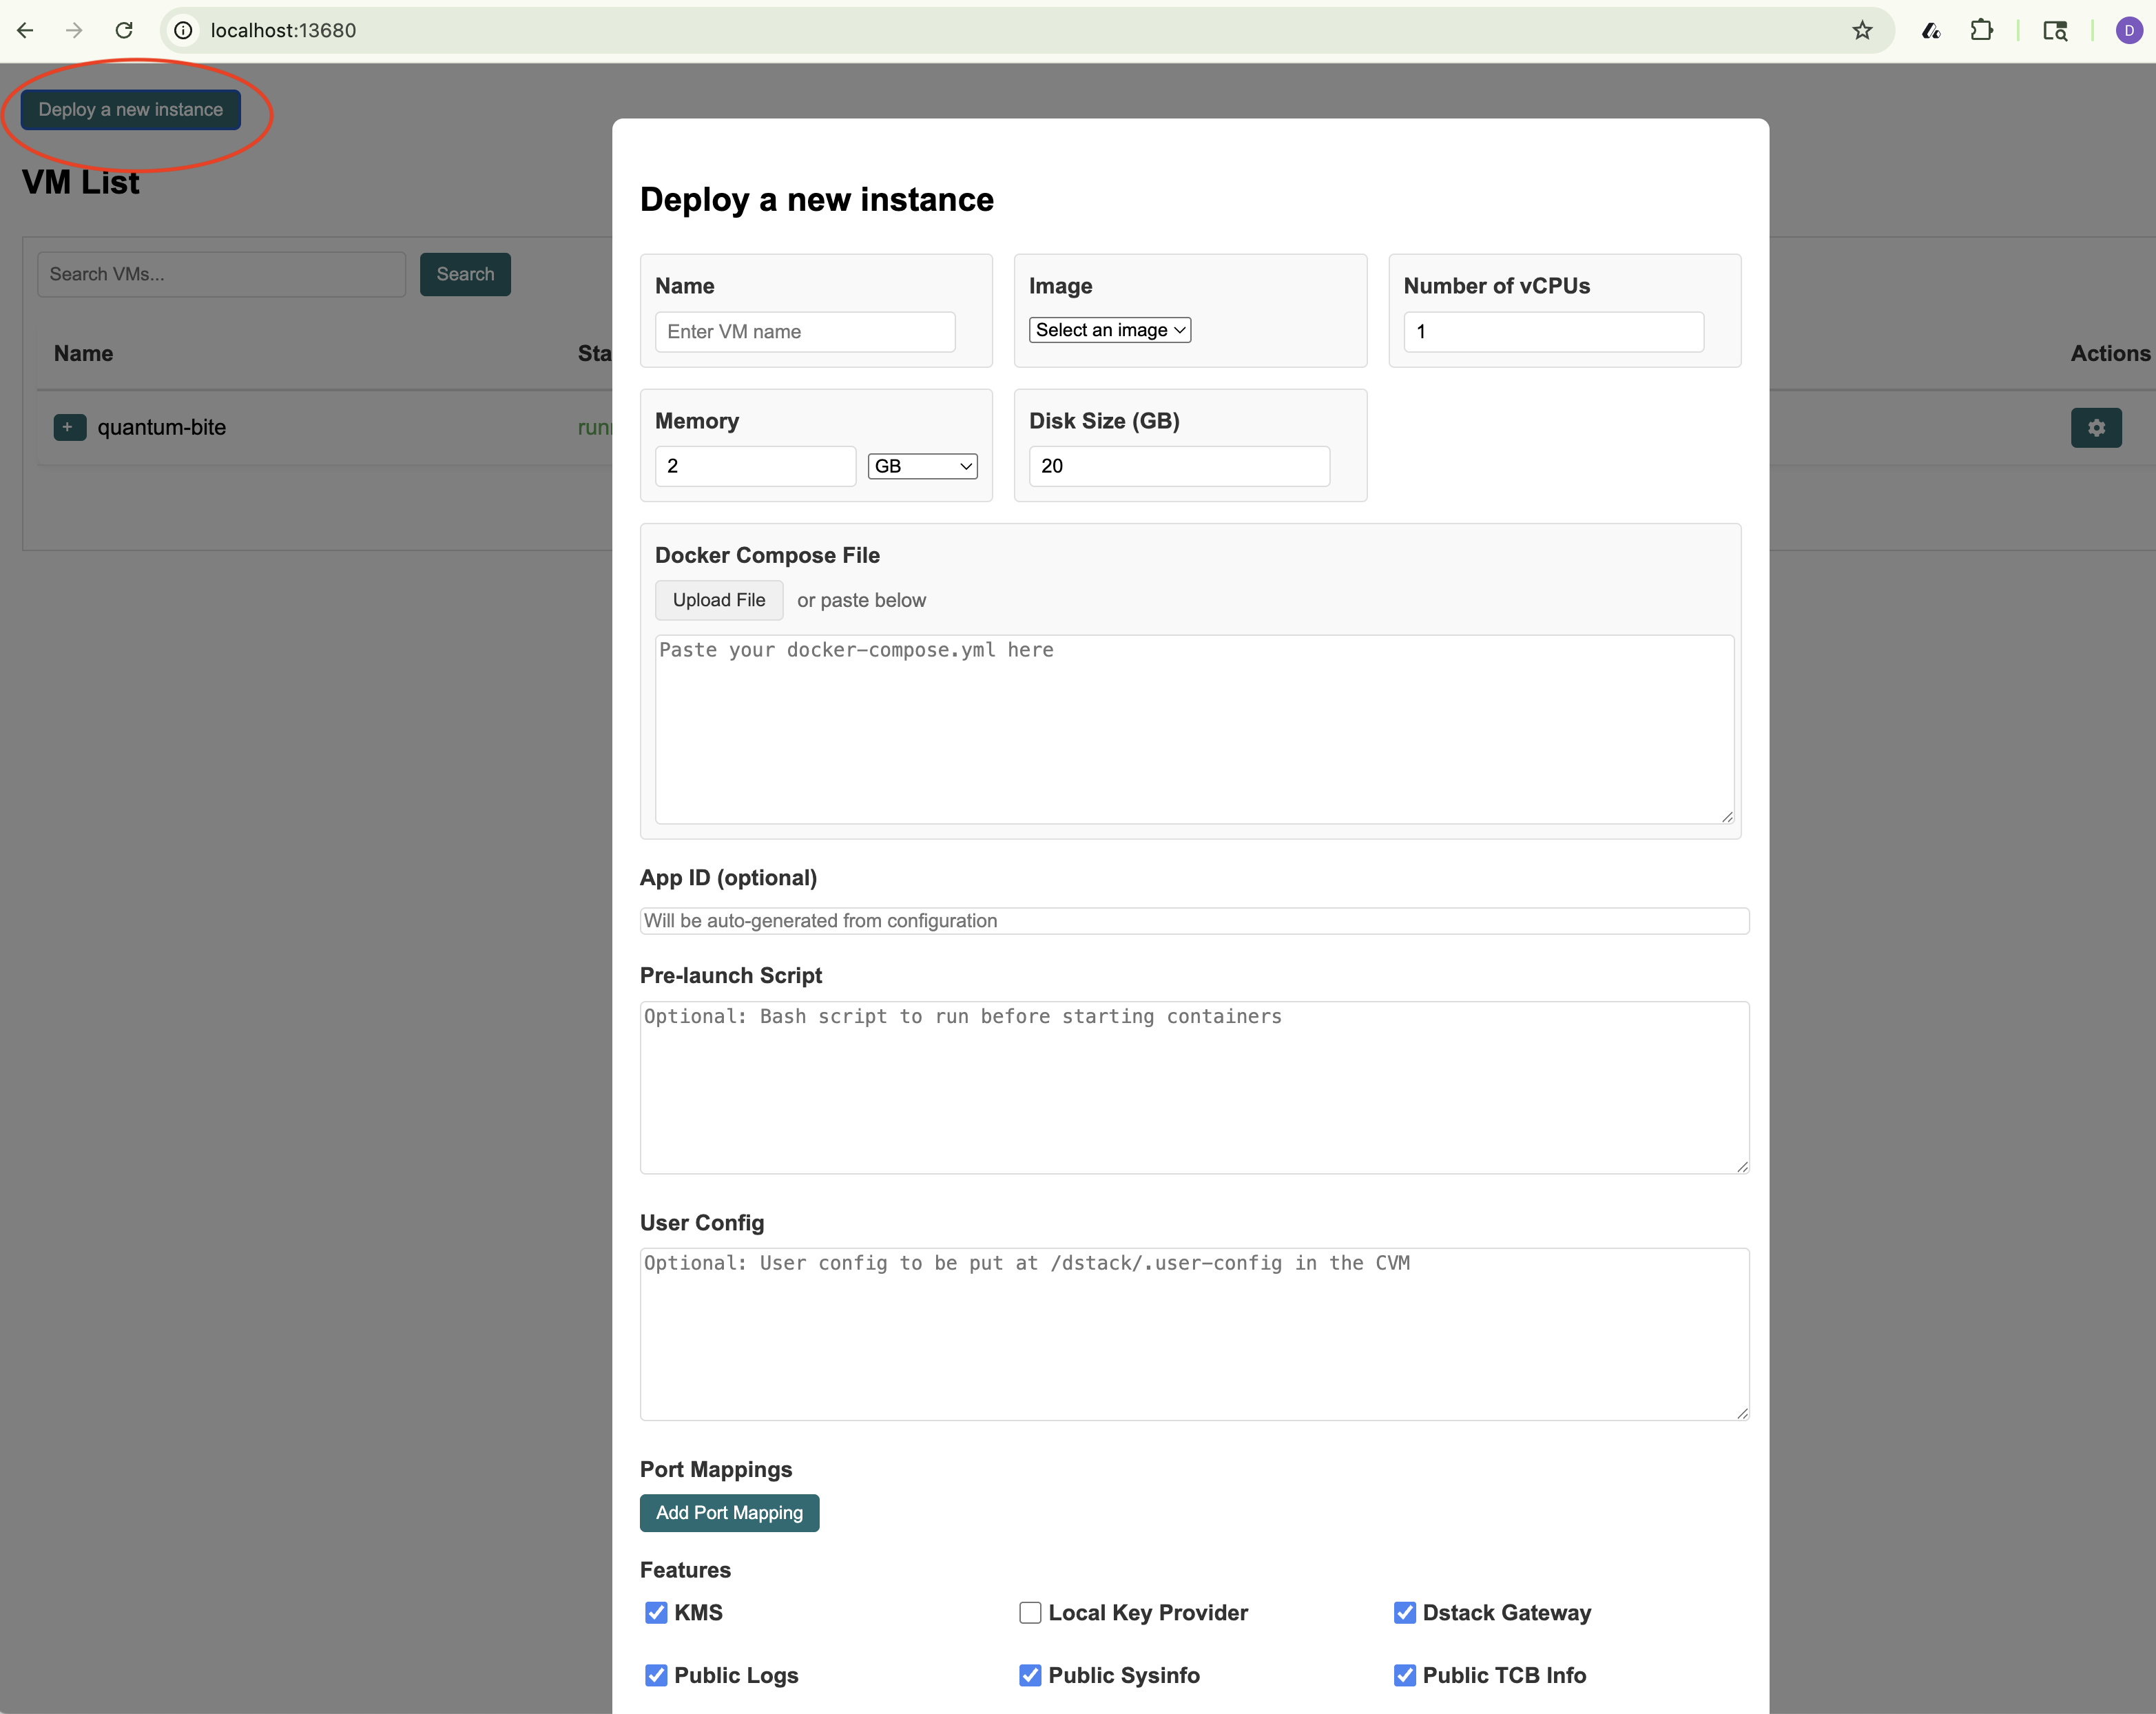 localhost:13680
D
Deploy a new instance
VM List
Search VMs...
Search
Name
Sta
Actions
+
quantum-bite
run
Deploy a new instance
Name
Enter VM name
Image
Select an image
Number of vCPUs
1
Memory
2
GB
Disk Size (GB)
20
Docker Compose File
Upload File or paste below
Paste your docker-compose.yml here
App ID (optional)
Will be auto-generated from configuration
Pre-launch Script
Optional: Bash script to run before starting containers
User Config
Optional: User config to be put at /dstack/.user-config in the CVM
Port Mappings
Add Port Mapping
Features
KMS
Local Key Provider
Dstack Gateway
Public Logs
Public Sysinfo
Public TCB Info